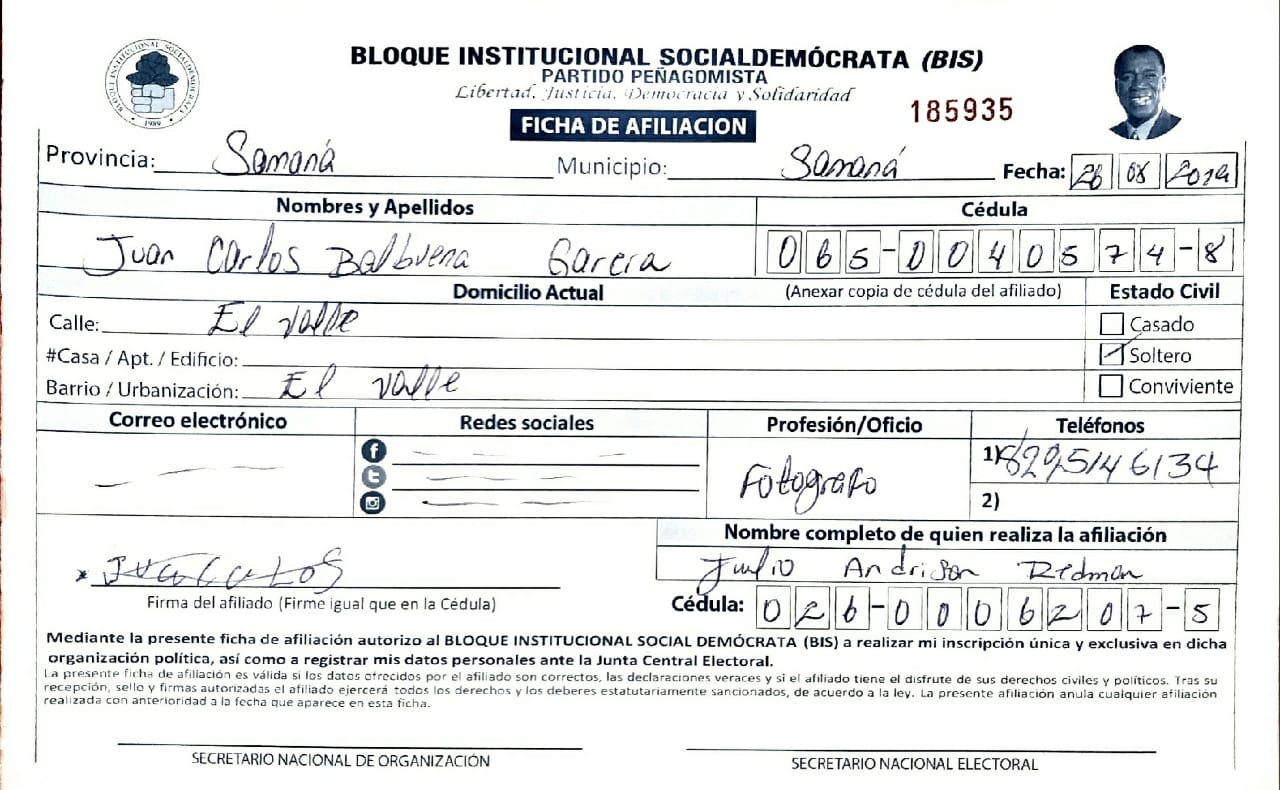 BLOQUE INSTITUCIONAL SOCIALDEMÓCRATA (BIS)
PARTIDO PEÑAGOMISTA
Libertad, Justicia, Democracia y Solidaridad
185935
FICHA DE AFILIACION
BLOQUE INSTITUCIONAL SOCIALDEMOCRATA
1989
Provincia: Samaná Municipio: Samaná Fecha: 26 08 2019
Nombres y Apellidos Cédula
Juan Carlos Balbuena Garcia 065-0040574-8
Domicilio Actual (Anexar copia de cédula del afiliado) Estado Civil
Calle: El Valle Casado
#Casa / Apt. / Edificio: Soltero
Barrio / Urbanización: El valle Conviviente
Correo electrónico Redes sociales Profesión/Oficio Teléfonos
Fotografo 1) 8295146134
2)
Nombre completo de quien realiza la afiliación
Julio Andrison Redman
Firma del afiliado (Firme igual que en la Cédula) Cédula: 026-0006207-5
Mediante la presente ficha de afiliación autorizo al BLOQUE INSTITUCIONAL SOCIAL DEMÓCRATA (BIS) a realizar mi inscripción única y exclusiva en dicha
organización política, así como a registrar mis datos personales ante la Junta Central Electoral.
La presente ficha de afiliación es válida si los datos ofrecidos por el afiliado son correctos, las declaraciones veraces y si el afiliado tiene el disfrute de sus derechos civiles y políticos. Tras su
recepción, sello y firmas autorizadas el afiliado ejercerá todos los derechos y los deberes estatutariamente sancionados, de acuerdo a la ley. La presente afiliación anula cualquier afiliación
realizada con anterioridad a la fecha que aparece en esta ficha.
SECRETARIO NACIONAL DE ORGANIZACIÓN SECRETARIO NACIONAL ELECTORAL